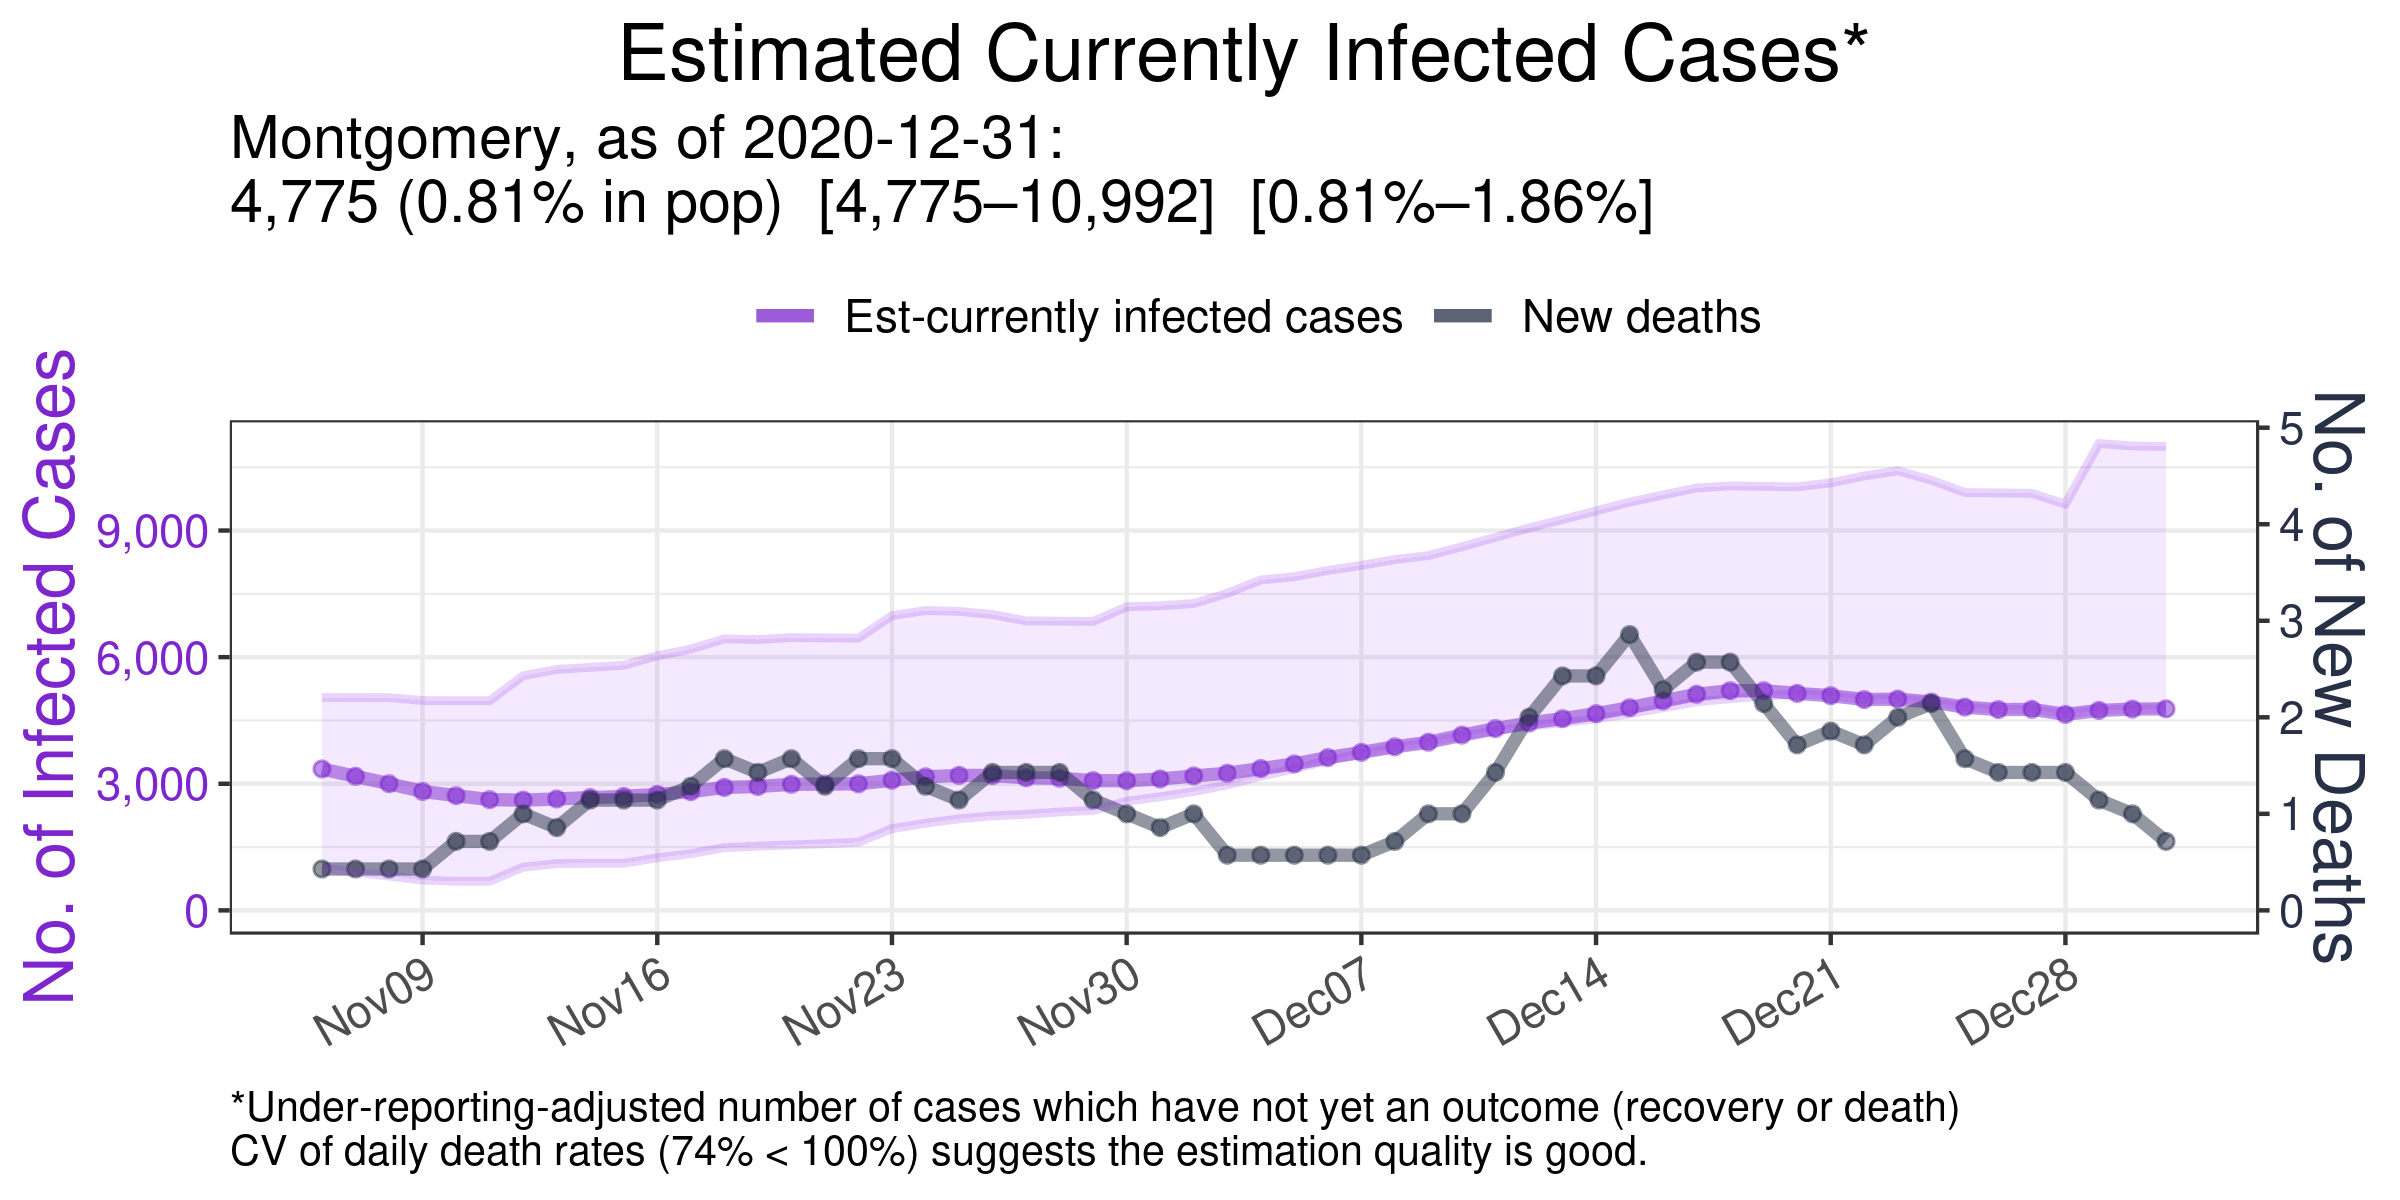 Estimated Currently Infected Cases*
Montgomery, as of 2020-12-31:
4,775 (0.81% in pop)  [4,775–10,992]  [0.81%–1.86%]
Est-currently infected cases
New deaths
No. of Infected Cases
9,000
6,000
3,000
0
5
4
3
2
1
0
No. of New Deaths
Nov09
Nov16
Nov23
Nov30
Dec07
Dec14
Dec21
Dec28
*Under-reporting-adjusted number of cases which have not yet an outcome (recovery or death)
CV of daily death rates (74% < 100%) suggests the estimation quality is good.